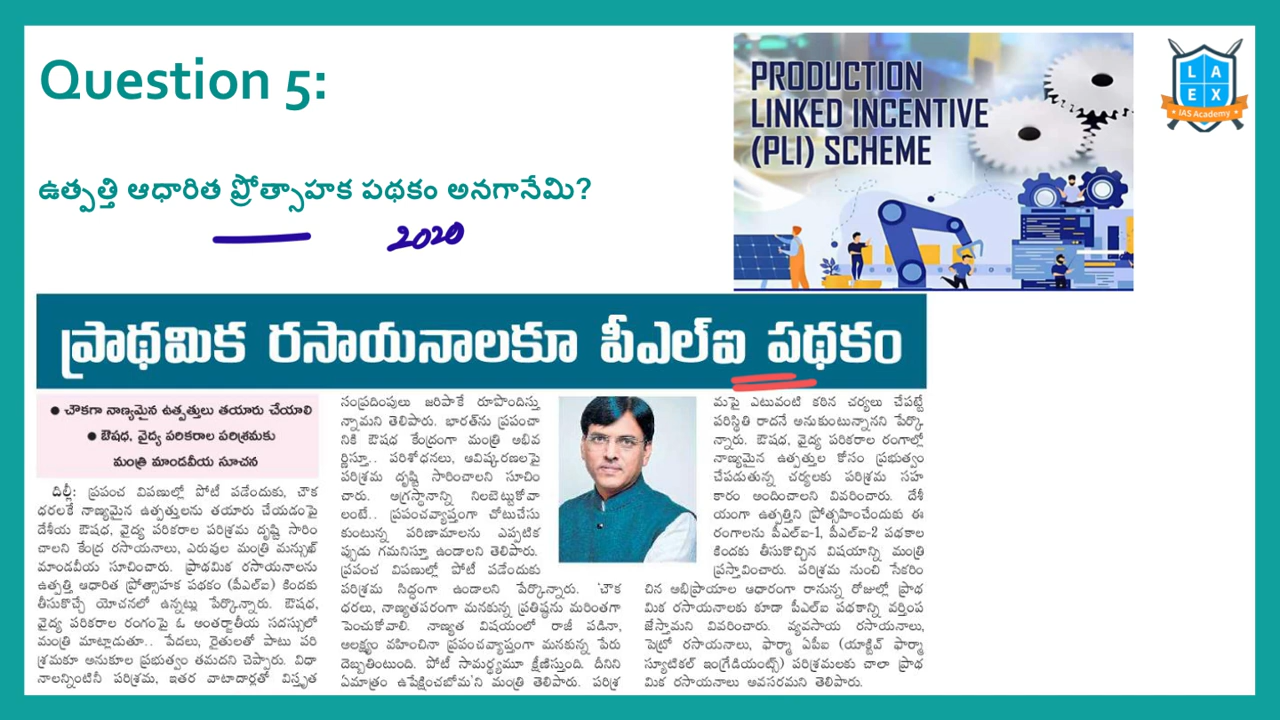 Question 5:
PRODUCTION
LINKED INCENTIVE
(PLI) SCHEME
L A
E X
IAS Academy
ఉత్పత్తి ఆధారిత ప్రోత్సాహక పథకం అనగానేమి?
2020
ప్రాథమిక రసాయనాలకూ పీఎల్ఐ పథకం
● చౌకగా నాణ్యమైన ఉత్పత్తులు తయారు చేయాలి
● ఔషధ, వైద్య పరికరాల పరిశ్రమకు
మంత్రి మాండవీయ సూచన
ఢిల్లీ: ప్రపంచ విపణుల్లో పోటీ పడేందుకు, చౌక
ధరలకే నాణ్యమైన ఉత్పత్తులను తయారు చేయడంపై
దేశీయ ఔషధ, వైద్య పరికరాల పరిశ్రమ దృష్టి సారిం
చాలని కేంద్ర రసాయనాలు, ఎరువుల మంత్రి మన్సుఖ్
మాండవీయ సూచించారు. ప్రాథమిక రసాయనాలను
ఉత్పత్తి ఆధారిత ప్రోత్సాహక పథకం (పీఎల్ఐ) కిందకు
తీసుకొచ్చే యోచనలో ఉన్నట్లు పేర్కొన్నారు. ఔషధ,
వైద్య పరికరాల రంగంపై ఓ అంతర్జాతీయ సదస్సులో
మంత్రి మాట్లాడుతూ.. పేదలు, రైతులతో పాటు పరి
శ్రమకూ అనుకూల ప్రభుత్వం తమదని చెప్పారు. విధా
నాలన్నింటినీ పరిశ్రమ, ఇతర వాటాదార్లతో విస్తృత
సంప్రదింపులు జరిపాకే రూపొందిస్తు
న్నామని తెలిపారు. భారత్‌ను ప్రపంచా
నికి ఔషధ కేంద్రంగా మంత్రి అభివ
ర్ణిస్తూ.. పరిశోధనలు, ఆవిష్కరణలపై
పరిశ్రమ దృష్టి సారించాలని సూచిం
చారు. అగ్రస్థానాన్ని నిలబెట్టుకోవా
లంటే.. ప్రపంచవ్యాప్తంగా చోటుచేసు
కుంటున్న పరిణామాలను ఎప్పటిక
ప్పుడు గమనిస్తూ ఉండాలని తెలిపారు.
ప్రపంచ విపణుల్లో పోటీ పడేందుకు
పరిశ్రమ సిద్ధంగా ఉండాలని పేర్కొన్నారు. 'చౌక
ధరలు, నాణ్యతపరంగా మనకున్న ప్రతిష్ఠను మరింతగా
పెంచుకోవాలి. నాణ్యత విషయంలో రాజీ పడినా,
అలక్ష్యం వహించినా ప్రపంచవ్యాప్తంగా మనకున్న పేరు
దెబ్బతింటుంది. పోటీ సామర్థ్యమూ క్షీణిస్తుంది. దీనిని
ఏమాత్రం ఉపేక్షించబోమ'ని మంత్రి తెలిపారు. పరిశ్ర
మపై ఎటువంటి కఠిన చర్యలు చేపట్టే
పరిస్థితి రాదనే అనుకుంటున్నానని పేర్కొ
న్నారు. ఔషధ, వైద్య పరికరాల రంగాల్లో
నాణ్యమైన ఉత్పత్తుల కోసం ప్రభుత్వం
చేపడుతున్న చర్యలకు పరిశ్రమ సహ
కారం అందించాలని వివరించారు. దేశీ
యంగా ఉత్పత్తిని ప్రోత్సహించేందుకు ఈ
రంగాలను పీఎల్ఐ-1, పీఎల్ఐ-2 పథకాల
కిందకు తీసుకొచ్చిన విషయాన్ని మంత్రి
ప్రస్తావించారు. పరిశ్రమ నుంచి సేకరిం
చిన అభిప్రాయాల ఆధారంగా రానున్న రోజుల్లో ప్రాథ
మిక రసాయనాలకు కూడా పీఎల్ఐ పథకాన్ని వర్తింప
జేస్తామని వివరించారు. వ్యవసాయ రసాయనాలు,
పెట్రో రసాయనాలు, ఫార్మా ఏపీఐ (యాక్టివ్ ఫార్మా
స్యూటికల్ ఇంగ్రేడియంట్స్) పరిశ్రమలకు చాలా ప్రాథ
మిక రసాయనాలు అవసరమని తెలిపారు.